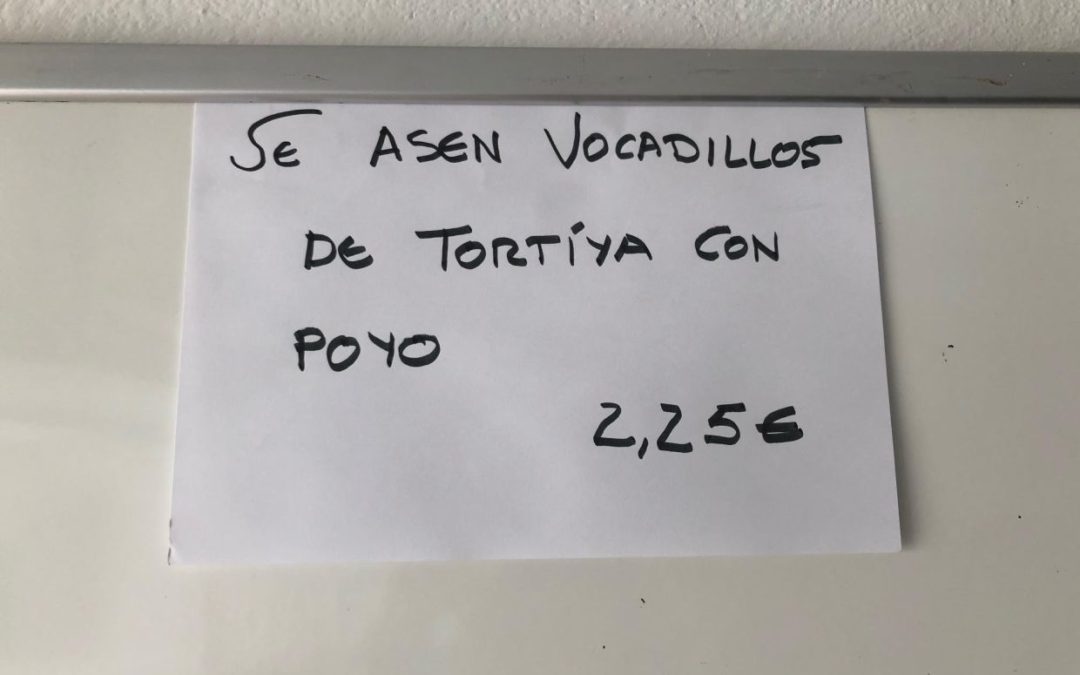 SE ASEN VOCADILLOS
DE TORTÍYA CON
POYO
2,25€